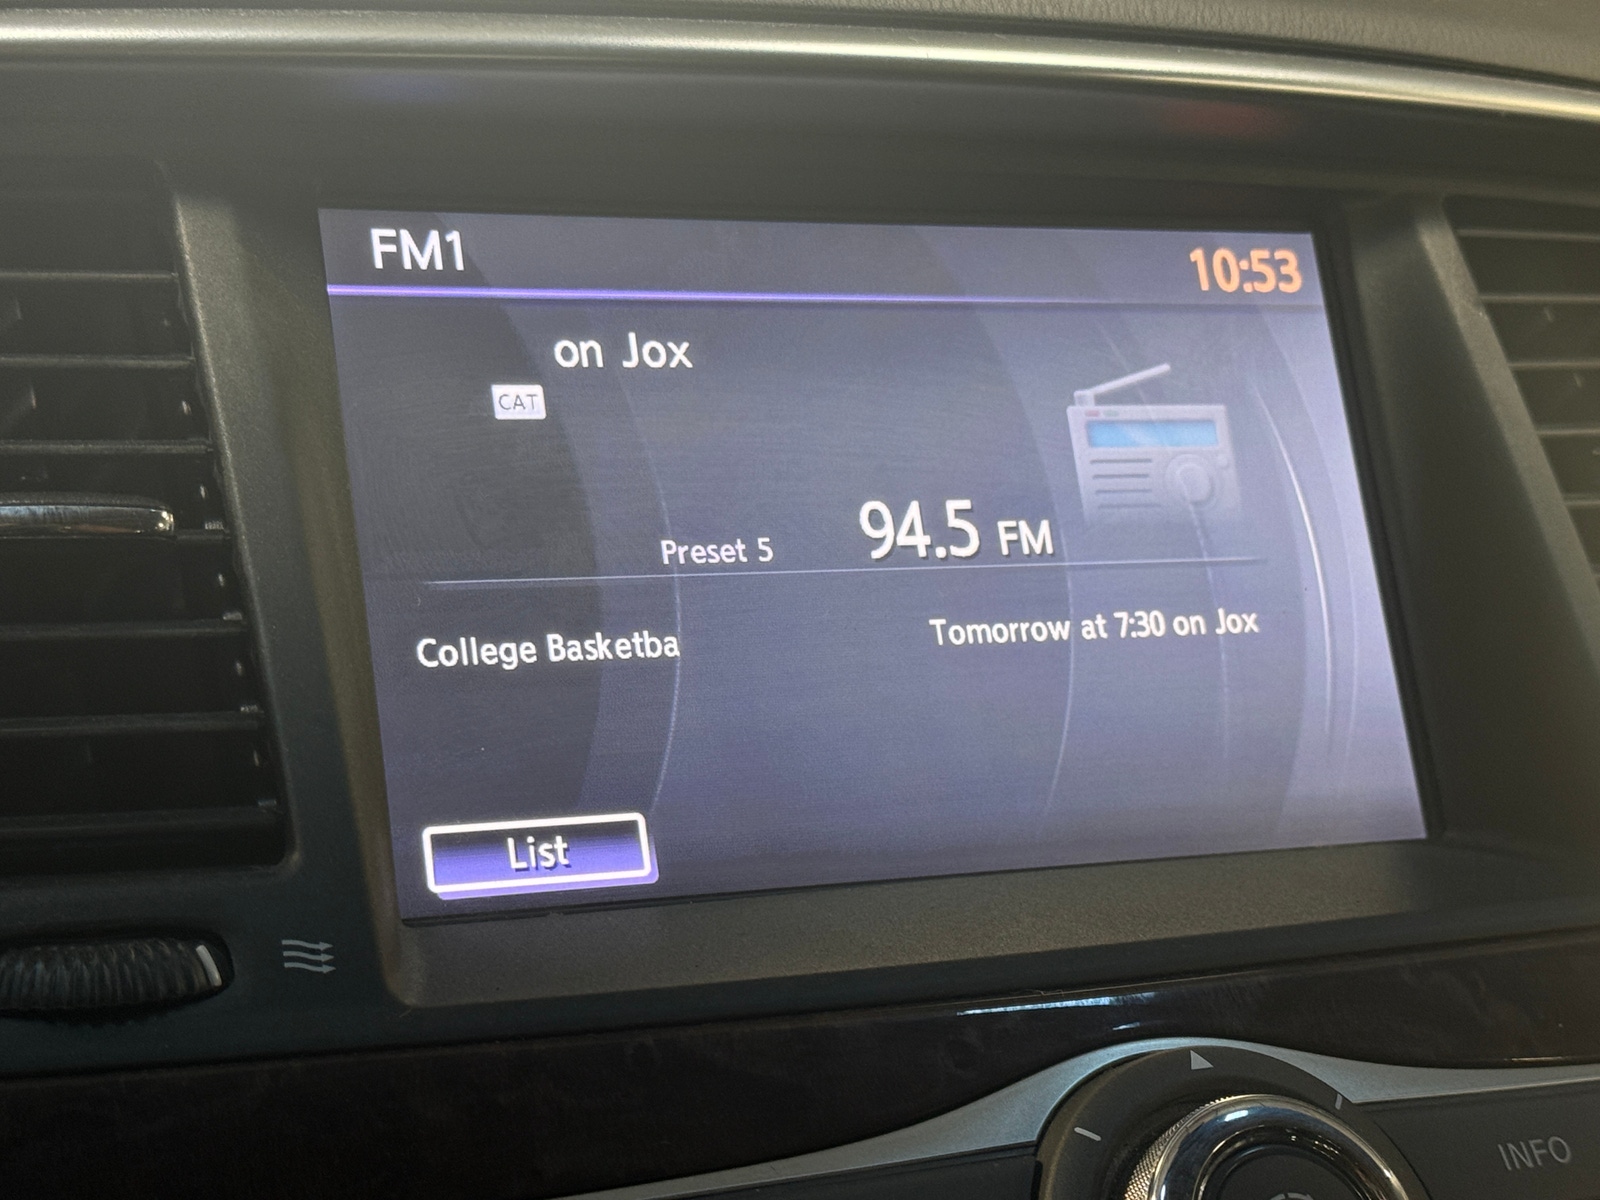 FM1 10:53
on Jox
CAT
Preset 5 94.5 FM
College Basketba Tomorrow at 7:30 on Jox
List
INFO